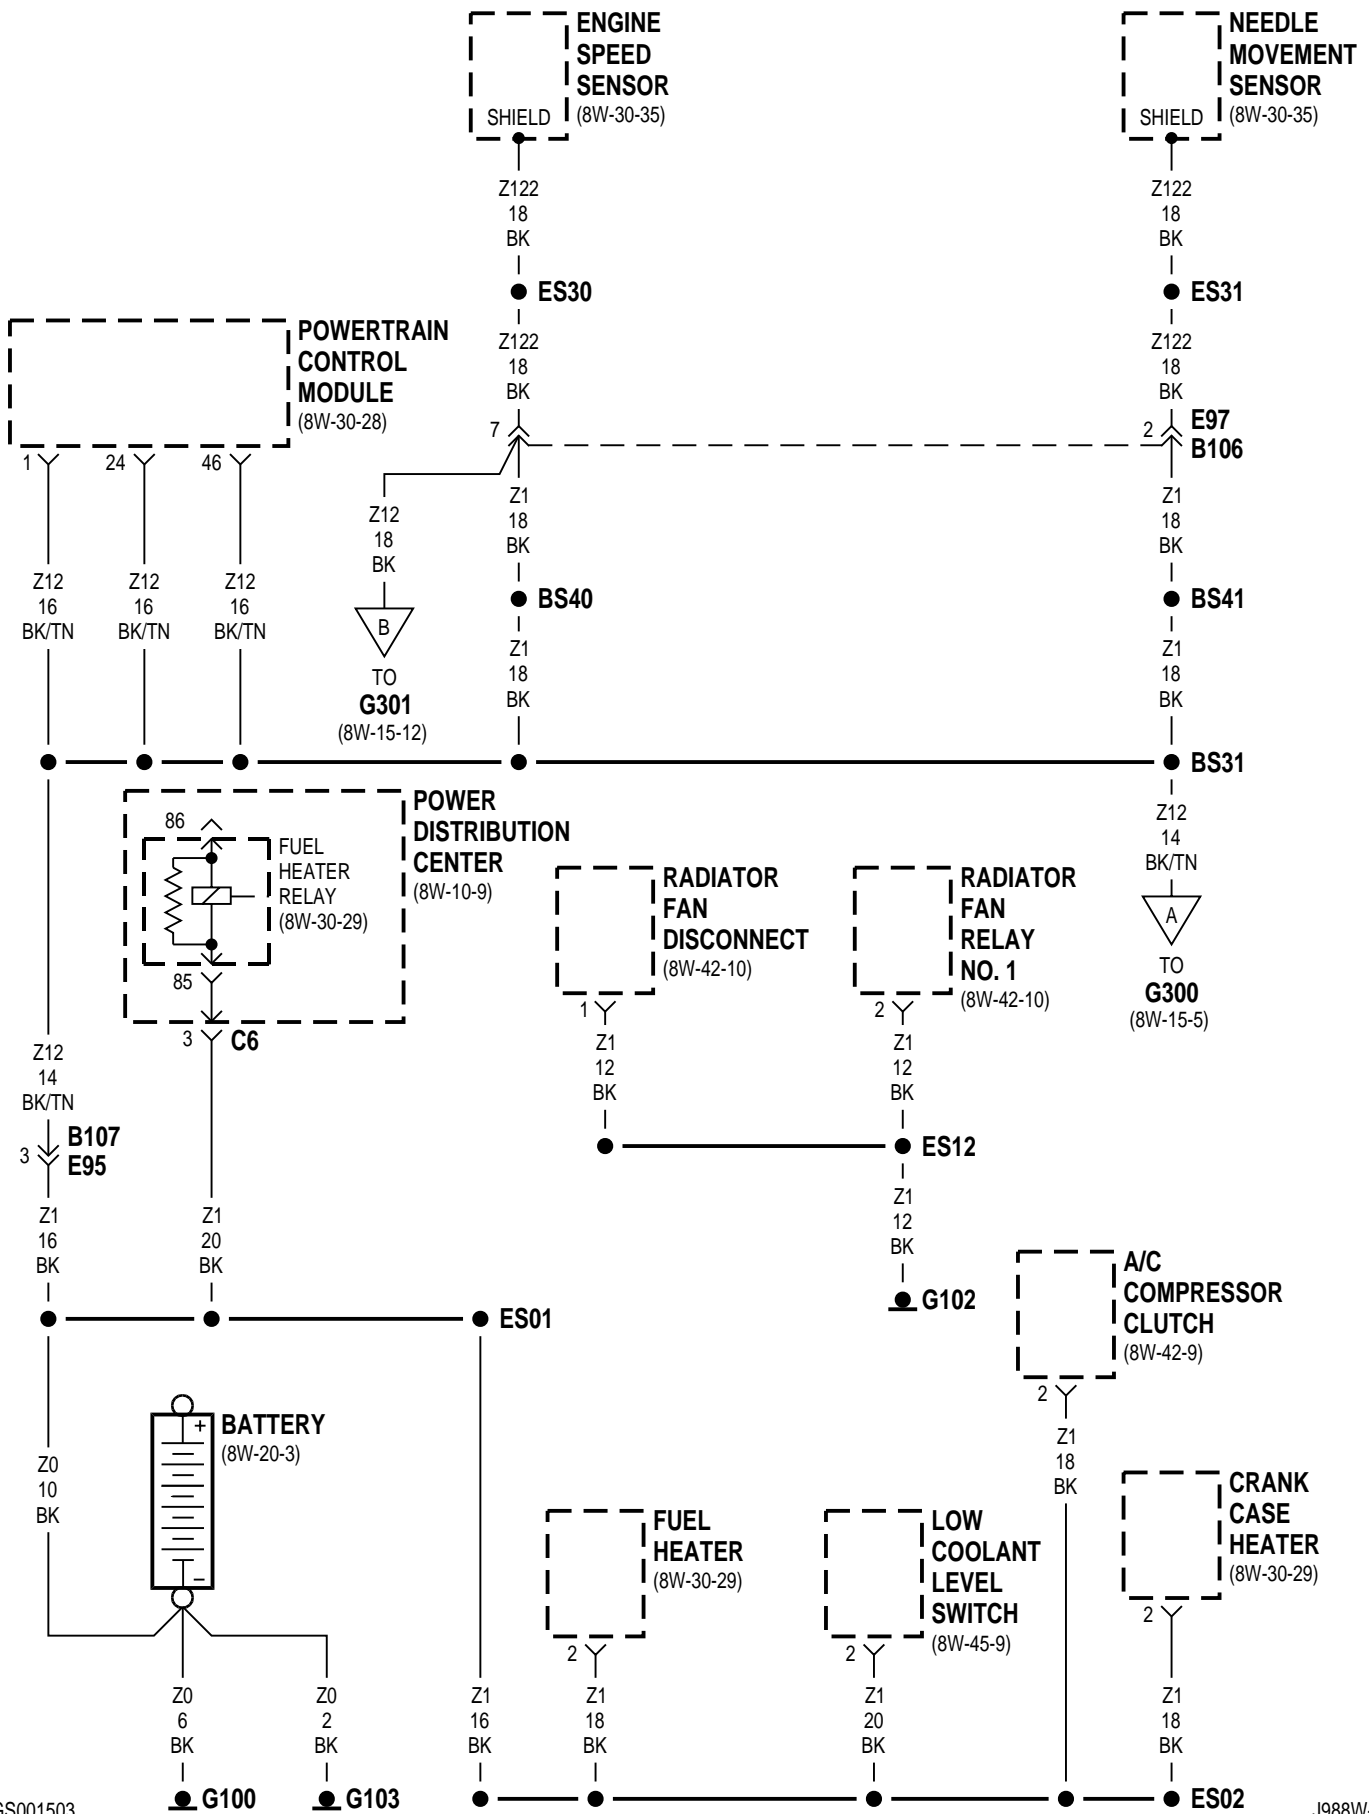 ENGINE
SPEED
SENSOR
(8W-30-35)
SHIELD
NEEDLE
MOVEMENT
SENSOR
(8W-30-35)
SHIELD
Z122
18
BK
Z122
18
BK
ES30
ES31
Z122
18
BK
Z122
18
BK
POWERTRAIN
CONTROL
MODULE
(8W-30-28)
1
24
46
7
2
E97
B106
Z12
18
BK
Z1
18
BK
Z1
18
BK
Z12
16
BK/TN
Z12
16
BK/TN
Z12
16
BK/TN
B
TO
G301
(8W-15-12)
BS40
BS41
Z1
18
BK
Z1
18
BK
BS31
POWER
DISTRIBUTION
CENTER
(8W-10-9)
86
FUEL
HEATER
RELAY
(8W-30-29)
85
3
C6
RADIATOR
FAN
DISCONNECT
(8W-42-10)
1
RADIATOR
FAN
RELAY
NO. 1
(8W-42-10)
2
Z12
14
BK/TN
A
TO
G300
(8W-15-5)
Z12
14
BK/TN
Z1
12
BK
Z1
12
BK
3
B107
E95
ES12
Z1
16
BK
Z1
20
BK
Z1
12
BK
G102
ES01
A/C
COMPRESSOR
CLUTCH
(8W-42-9)
2
Z1
18
BK
+
BATTERY
(8W-20-3)
–
Z0
10
BK
FUEL
HEATER
(8W-30-29)
2
LOW
COOLANT
LEVEL
SWITCH
(8W-45-9)
2
CRANK
CASE
HEATER
(8W-30-29)
2
Z0
6
BK
Z0
2
BK
Z1
16
BK
Z1
18
BK
Z1
20
BK
Z1
18
BK
G100
G103
ES02